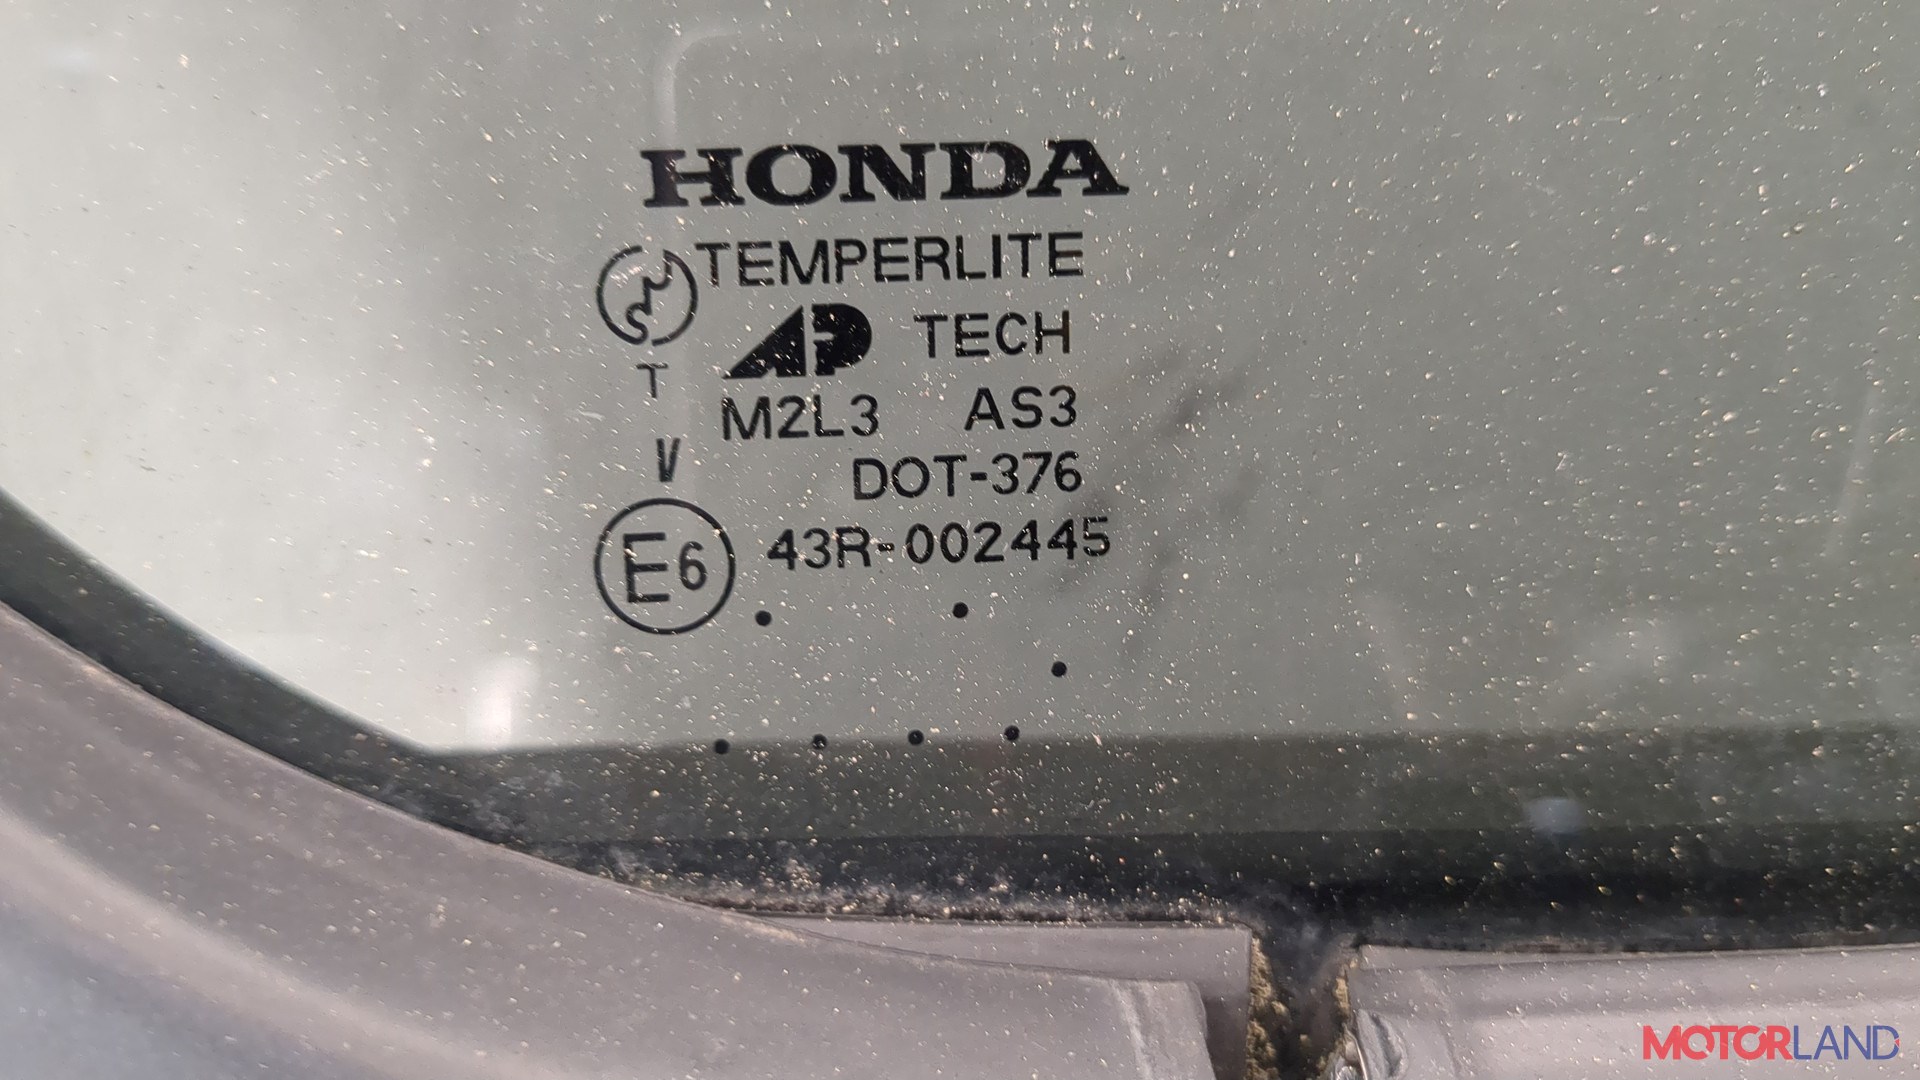 HONDA
TEMPERLITE
AP TECH
T
M2L3 AS3
V
DOT-376
E6 43R-002445
MOTORLAND